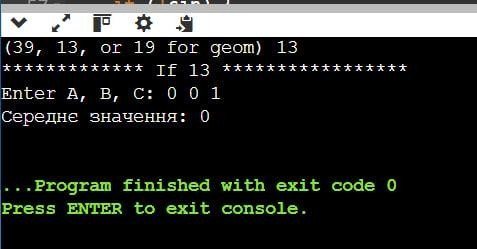 (39, 13, or 19 for geom) 13
************* If 13 *****************
Enter A, B, C: 0 0 1
Середнє значення: 0
...Program finished with exit code 0
Press ENTER to exit console.